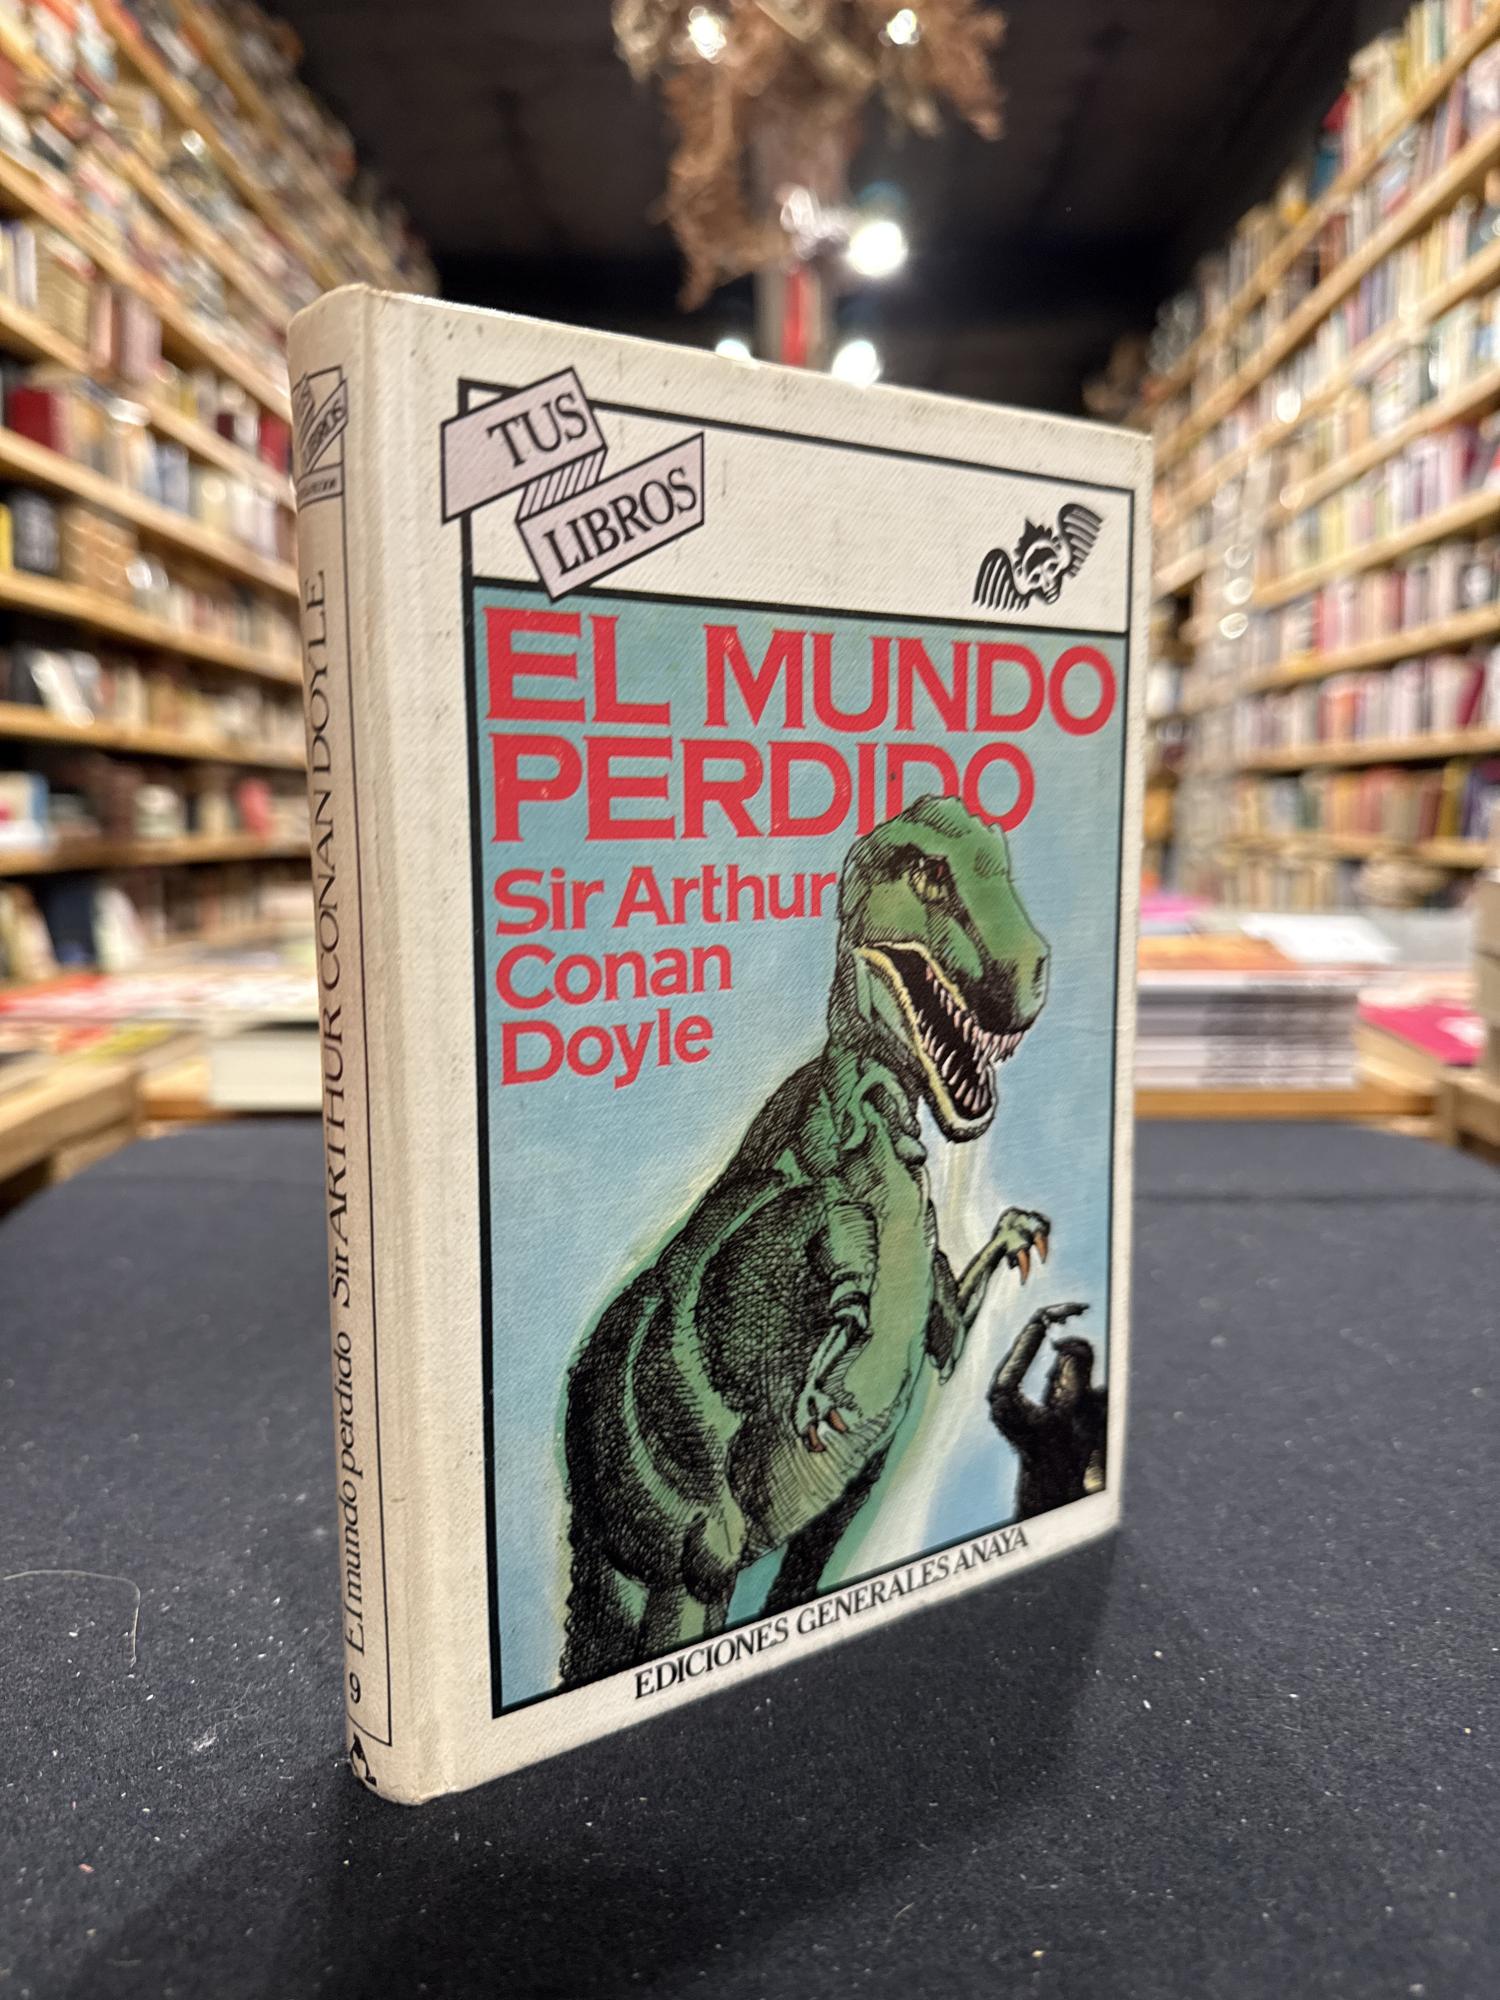 TUS
LIBROS
EL MUNDO
PERDIDO
Sir Arthur
Conan
Doyle
EDICIONES GENERALES ANAYA
9 El mundo perdido Sir ARTHUR CONAN DOYLE
LIBROS